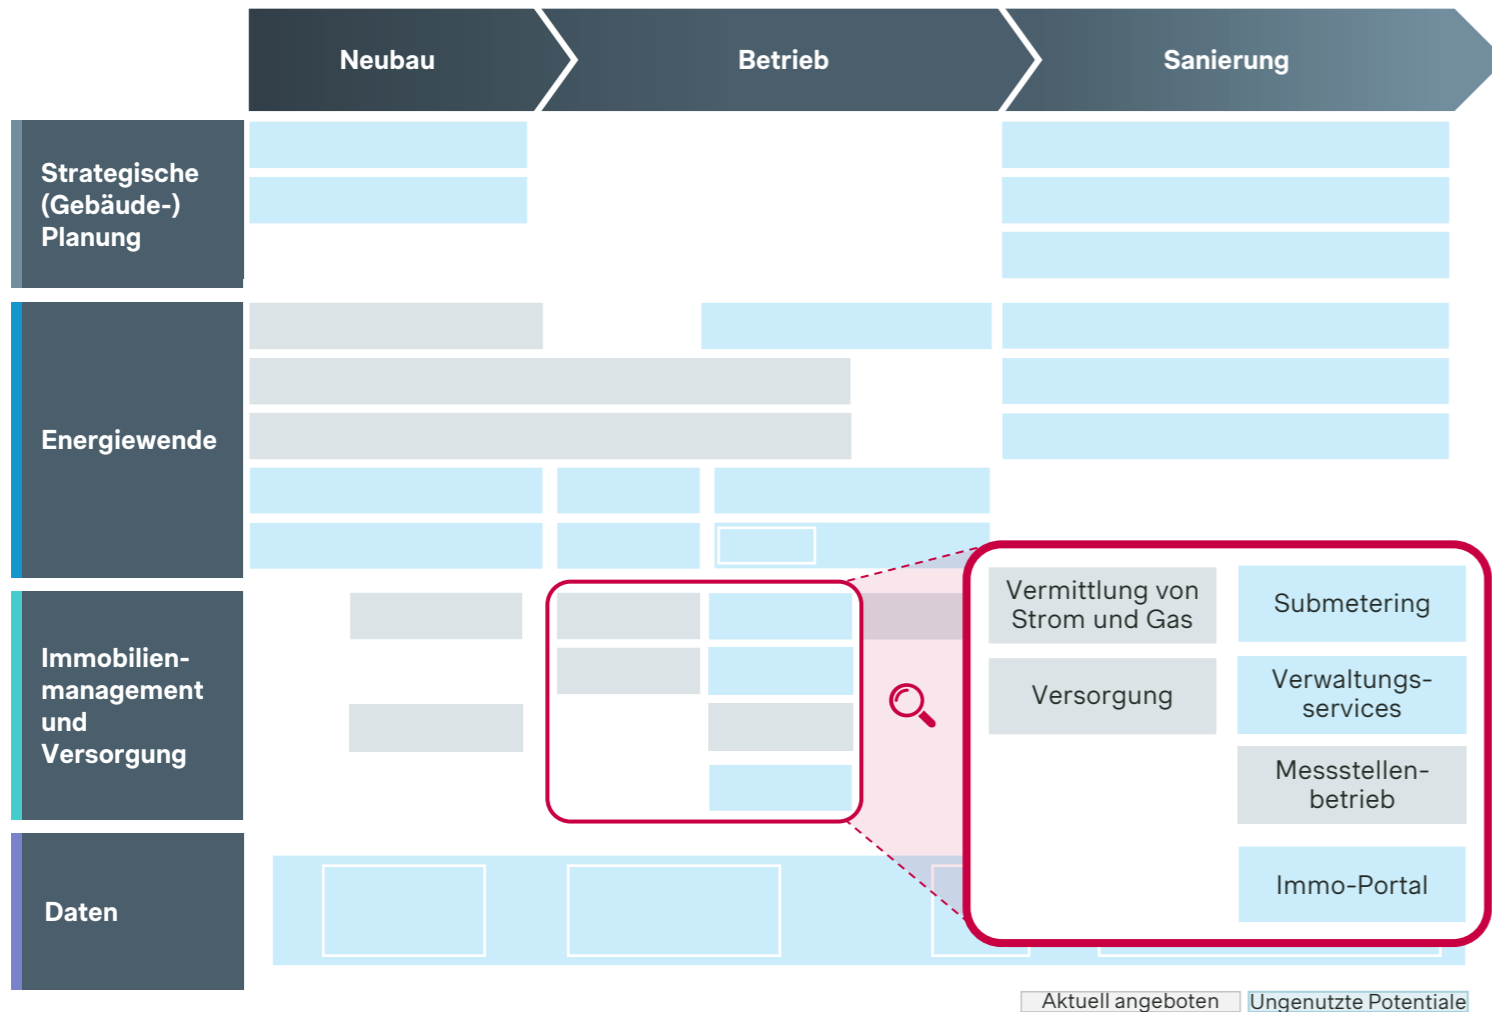 Neubau
Betrieb
Sanierung
Strategische
(Gebäude-)
Planung
Energiewende
Immobilien-
management
und
Versorgung
Daten
Vermittlung von
Strom und Gas
Submetering
Versorgung
Verwaltungs-
services
Messstellen-
betrieb
Immo-Portal
Aktuell angeboten
Ungenutzte Potentiale